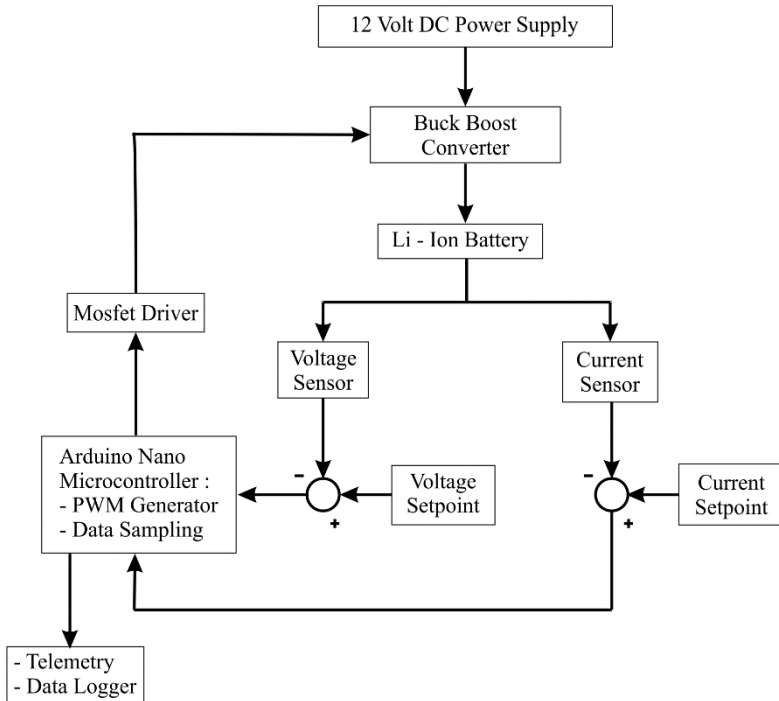 12 Volt DC Power Supply
Buck Boost
Converter
Li - Ion Battery
Mosfet Driver
Voltage
Sensor
Current
Sensor
Arduino Nano
Microcontroller :
- PWM Generator
- Data Sampling
-
+
Voltage
Setpoint
-
+
Current
Setpoint
- Telemetry
- Data Logger